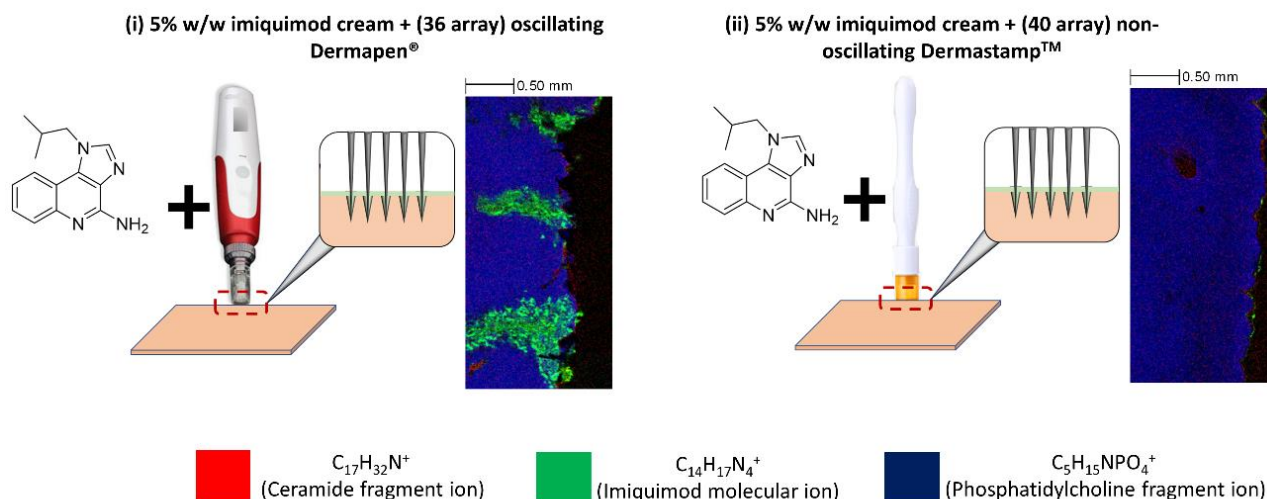 (i) 5% w/w imiquimod cream + (36 array) oscillating
Dermapen®
(ii) 5% w/w imiquimod cream + (40 array) non-
oscillating Dermastamp™
0.50 mm
0.50 mm
N
N
N
NH₂
+
N
N
N
NH₂
+
C₁₇H₃₂N⁺
(Ceramide fragment ion)
C₁₄H₁₇N₄⁺
(Imiquimod molecular ion)
C₅H₁₅NPO₄⁺
(Phosphatidylcholine fragment ion)